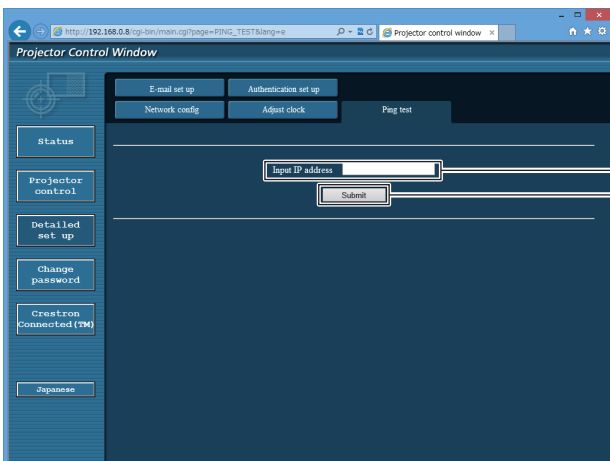 http://192.168.0.8/cgi-bin/main.cgi?page=PING_TEST&lang=e
Projector control window
Projector Control Window
E-mail set up
Authentication set up
Network config
Adjust clock
Ping test
Status
Input IP address
Submit
Projector
control
Detailed
set up
Change
password
Crestron
Connected(TM)
Japanese